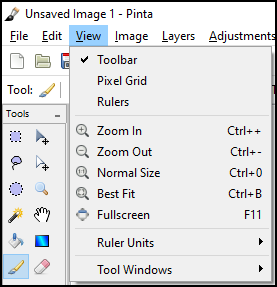 Unsaved Image 1 - Pinta
File Edit View Image Layers Adjustments
Tool:
Toolbar
Pixel Grid
Rulers
Tools
Zoom In Ctrl++
Zoom Out Ctrl+-
Normal Size Ctrl+0
Best Fit Ctrl+B
Fullscreen F11
Ruler Units
Tool Windows